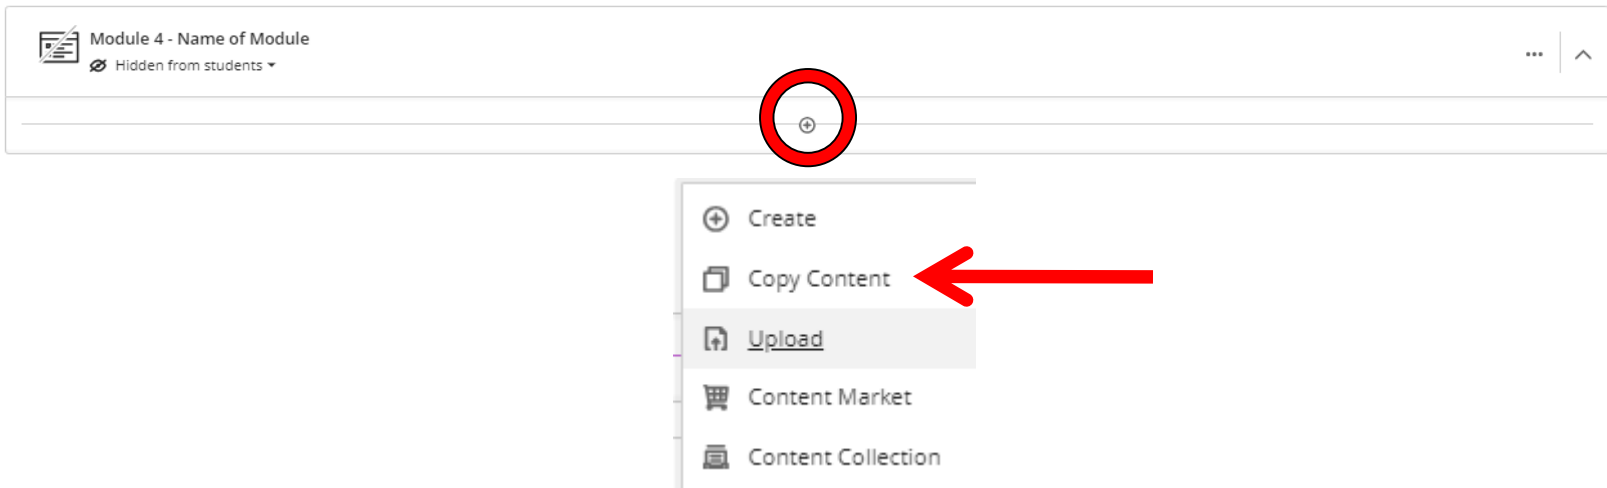 Module 4 - Name of Module
Hidden from students
Create
Copy Content
Upload
Content Market
Content Collection